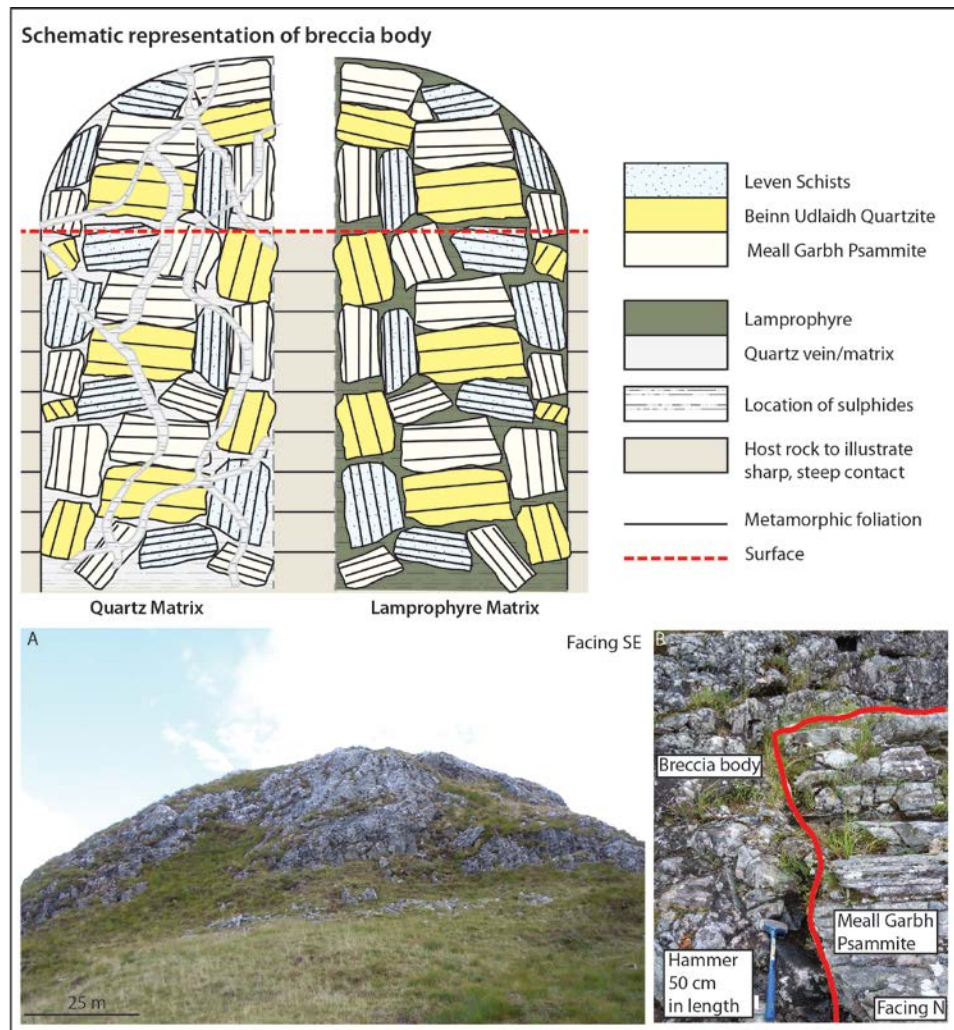 Schematic representation of breccia body
Leven Schists
Beinn Udlaidh Quartzite
Meall Garbh Psammite
Lamprophyre
Quartz vein/matrix
Location of sulphides
Host rock to illustrate
sharp, steep contact
Metamorphic foliation
Surface
Quartz Matrix
Lamprophyre Matrix
A
Facing SE
25 m
B
Breccia body
Meall Garbh
Psammite
Hammer
50 cm
in length
Facing N